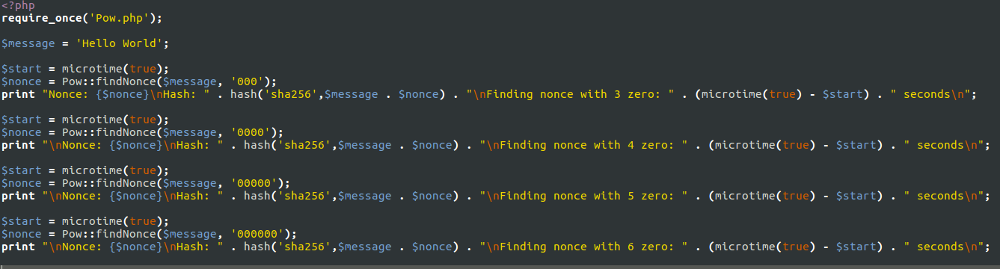 <?php
require_once('Pow.php');
$message = 'Hello World';
$start = microtime(true);
$nonce = Pow::findNonce($message, '000');
print "Nonce: {$nonce}\nHash: " . hash('sha256',$message . $nonce) . "\nFinding nonce with 3 zero: " . (microtime(true) - $start) . " seconds\n";
$start = microtime(true);
$nonce = Pow::findNonce($message, '0000');
print "\nNonce: {$nonce}\nHash: " . hash('sha256',$message . $nonce) . "\nFinding nonce with 4 zero: " . (microtime(true) - $start) . " seconds\n";
$start = microtime(true);
$nonce = Pow::findNonce($message, '00000');
print "\nNonce: {$nonce}\nHash: " . hash('sha256',$message . $nonce) . "\nFinding nonce with 5 zero: " . (microtime(true) - $start) . " seconds\n";
$start = microtime(true);
$nonce = Pow::findNonce($message, '000000');
print "\nNonce: {$nonce}\nHash: " . hash('sha256',$message . $nonce) . "\nFinding nonce with 6 zero: " . (microtime(true) - $start) . " seconds\n";